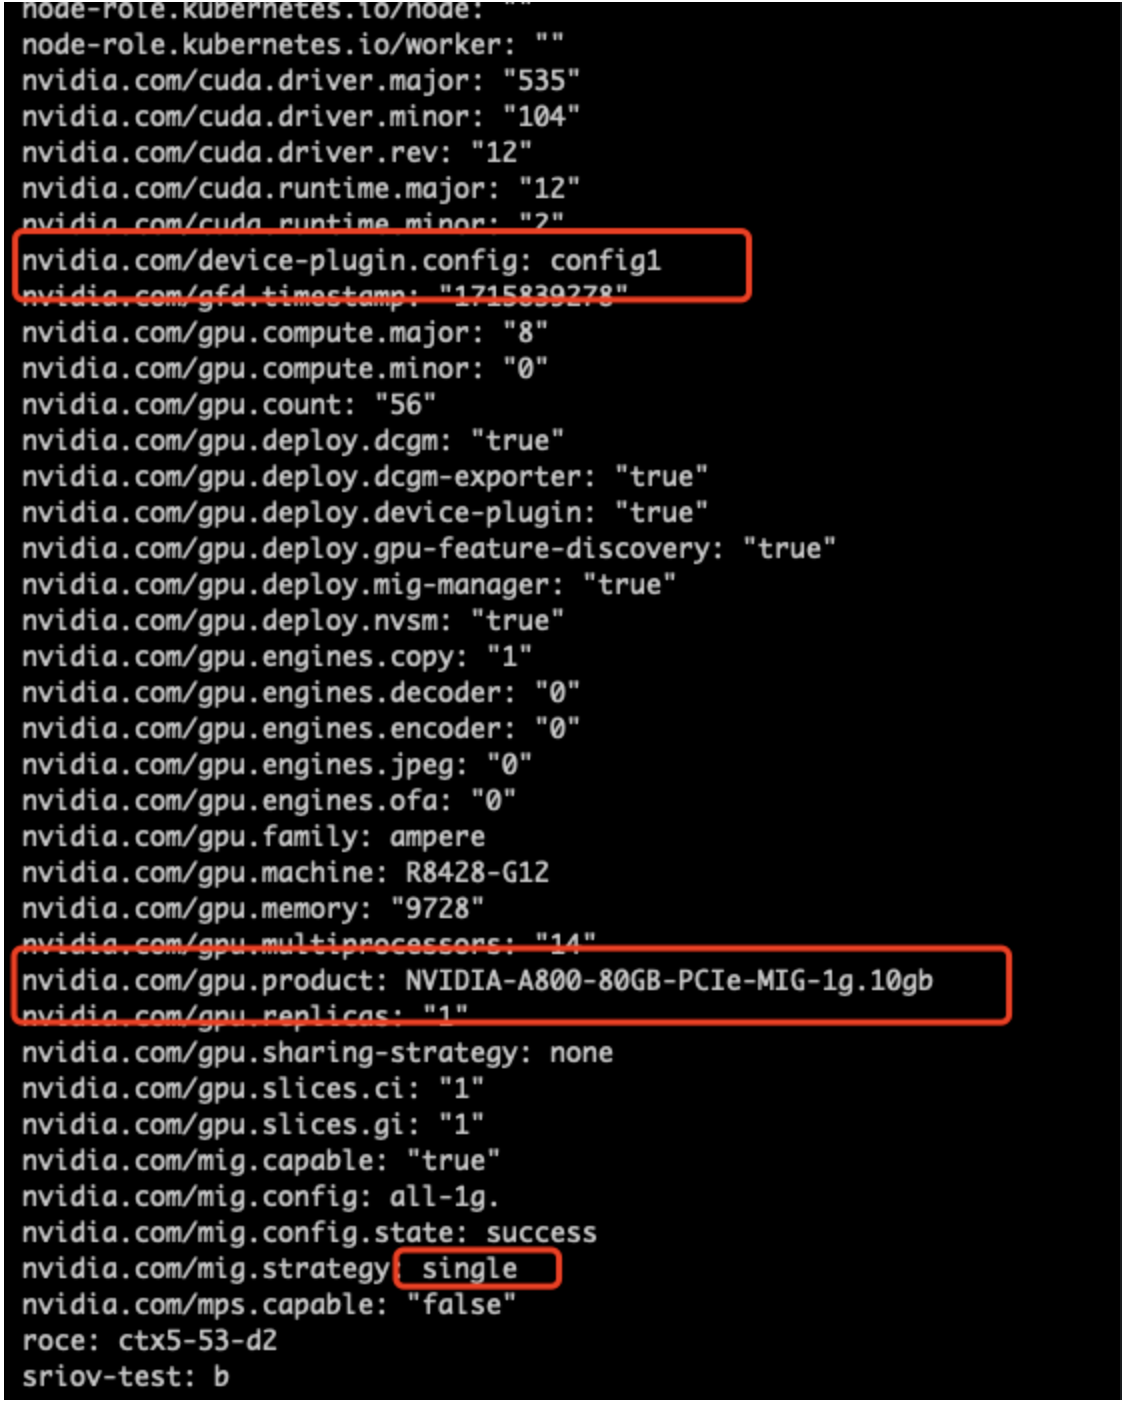 node-role.kubernetes.io/node: ""
node-role.kubernetes.io/worker: ""
nvidia.com/cuda.driver.major: "535"
nvidia.com/cuda.driver.minor: "104"
nvidia.com/cuda.driver.rev: "12"
nvidia.com/cuda.runtime.major: "12"
nvidia.com/cuda.runtime.minor: "2"
nvidia.com/device-plugin.config: config1
nvidia.com/gfd.timestamp: "1715839278"
nvidia.com/gpu.compute.major: "8"
nvidia.com/gpu.compute.minor: "0"
nvidia.com/gpu.count: "56"
nvidia.com/gpu.deploy.dcgm: "true"
nvidia.com/gpu.deploy.dcgm-exporter: "true"
nvidia.com/gpu.deploy.device-plugin: "true"
nvidia.com/gpu.deploy.gpu-feature-discovery: "true"
nvidia.com/gpu.deploy.mig-manager: "true"
nvidia.com/gpu.deploy.nvsm: "true"
nvidia.com/gpu.engines.copy: "1"
nvidia.com/gpu.engines.decoder: "0"
nvidia.com/gpu.engines.encoder: "0"
nvidia.com/gpu.engines.jpeg: "0"
nvidia.com/gpu.engines.ofa: "0"
nvidia.com/gpu.family: ampere
nvidia.com/gpu.machine: R8428-G12
nvidia.com/gpu.memory: "9728"
nvidia.com/gpu.multiprocessors: "14"
nvidia.com/gpu.product: NVIDIA-A800-80GB-PCIe-MIG-1g.10gb
nvidia.com/gpu.replicas: "1"
nvidia.com/gpu.sharing-strategy: none
nvidia.com/gpu.slices.ci: "1"
nvidia.com/gpu.slices.gi: "1"
nvidia.com/mig.capable: "true"
nvidia.com/mig.config: all-1g.
nvidia.com/mig.config.state: success
nvidia.com/mig.strategy: single
nvidia.com/mps.capable: "false"
roce: ctx5-53-d2
sriov-test: b